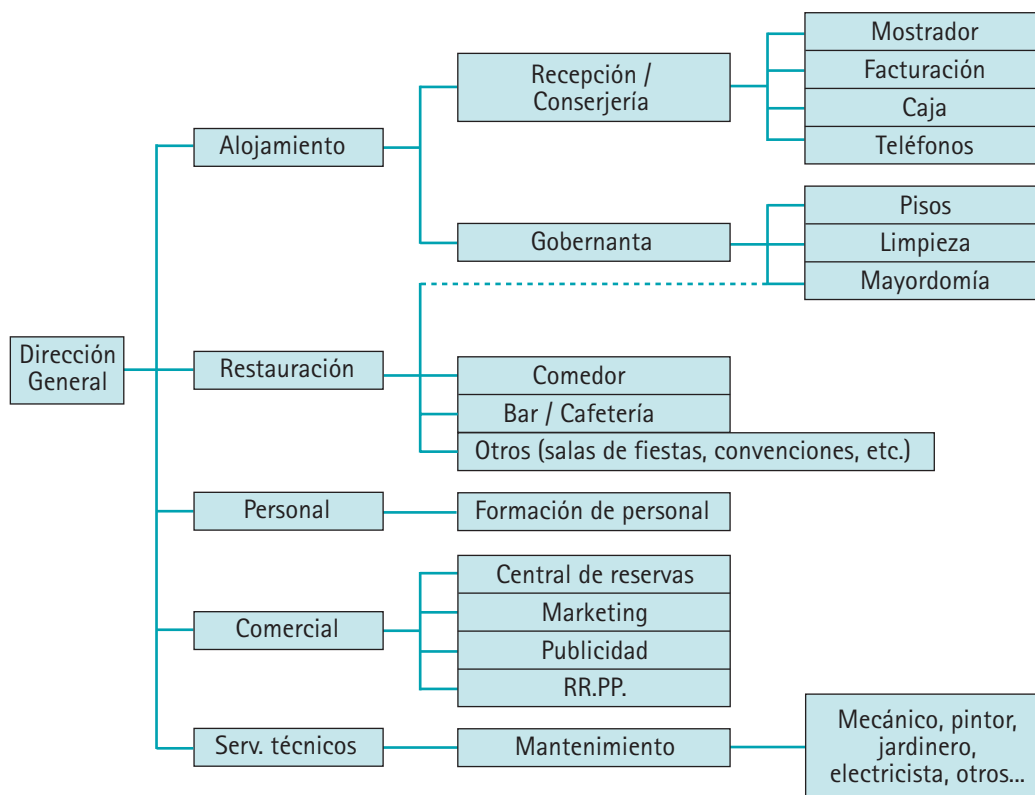 Dirección
General
Alojamiento
Recepción /
Conserjería
Mostrador
Facturación
Caja
Teléfonos
Gobernanta
Pisos
Limpieza
Mayordomía
Restauración
Comedor
Bar / Cafetería
Otros (salas de fiestas, convenciones, etc.)
Personal
Formación de personal
Comercial
Central de reservas
Marketing
Publicidad
RR.PP.
Serv. técnicos
Mantenimiento
Mecánico, pintor,
jardinero,
electricista, otros...